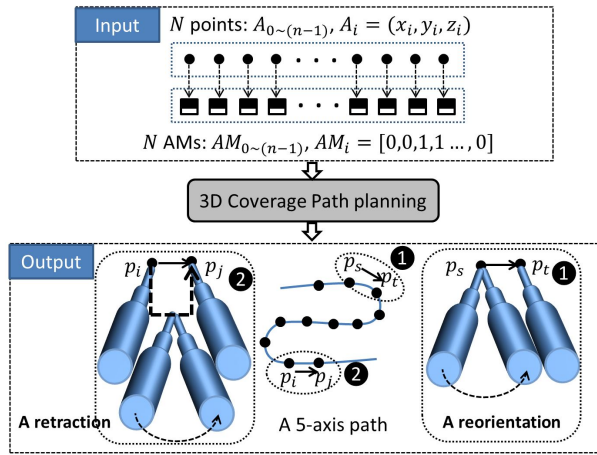 Input
N points: A₀~(n−1), Aᵢ = (xᵢ, yᵢ, zᵢ)
N AMs: AM₀~(n−1), AMᵢ = [0,0,1,1 …, 0]
3D Coverage Path planning
Output
pᵢ pⱼ 2
pₛ pₜ 1
pᵢ pⱼ 2
pₛ pₜ 1
A retraction
A 5-axis path
A reorientation